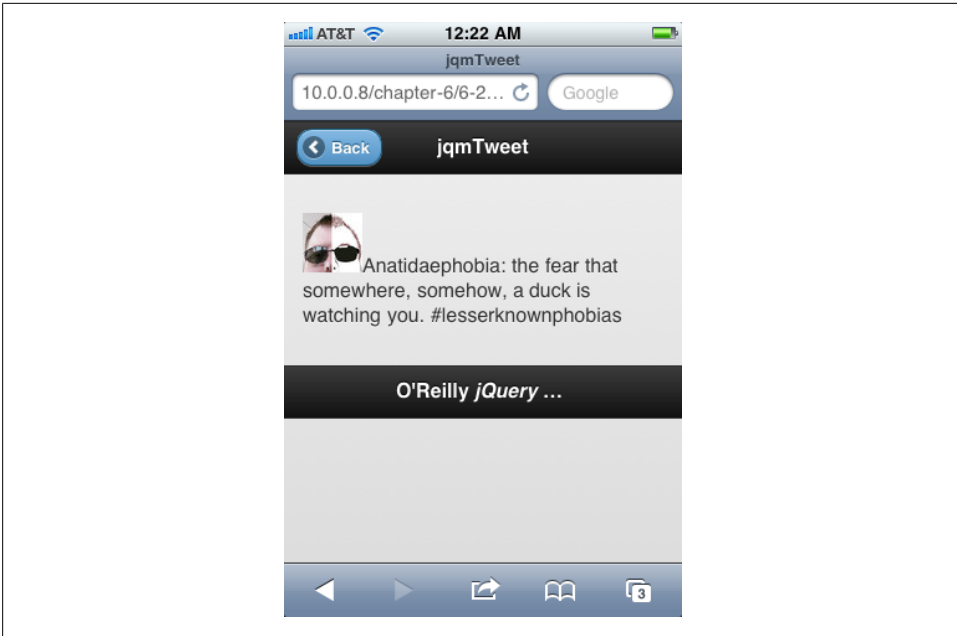 AT&T 12:22 AM
jqmTweet
10.0.0.8/chapter-6/6-2... Google
Back jqmTweet
Anatidaephobia: the fear that
somewhere, somehow, a duck is
watching you. #lesserknownphobias
O'Reilly jQuery ...
3